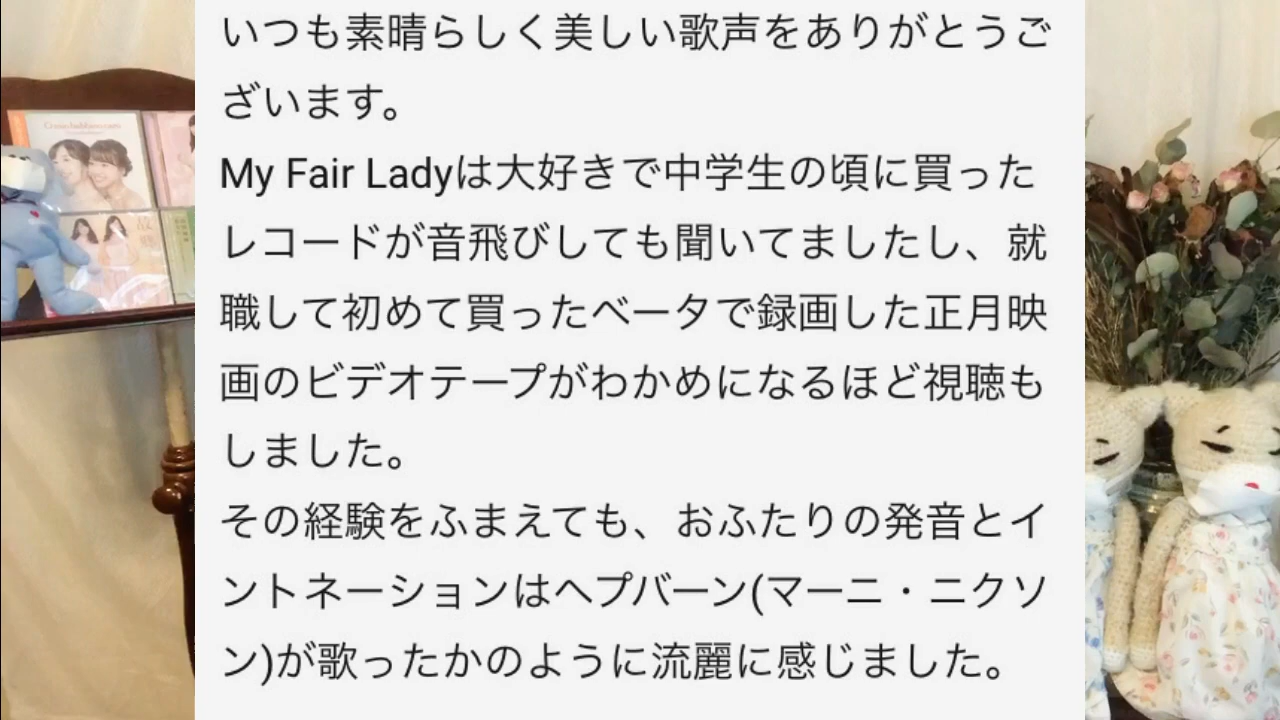 いつも素晴らしく美しい歌声をありがとうご
ざいます。
My Fair Ladyは大好きで中学生の頃に買った
レコードが音飛びしても聞いてましたし、就
職して初めて買ったベータで録画した正月映
画のビデオテープがわかめになるほど視聴も
しました。
その経験をふまえても、おふたりの発音とイ
ントネーションはヘプバーン(マーニ・ニクソ
ン)が歌ったかのように流麗に感じました。